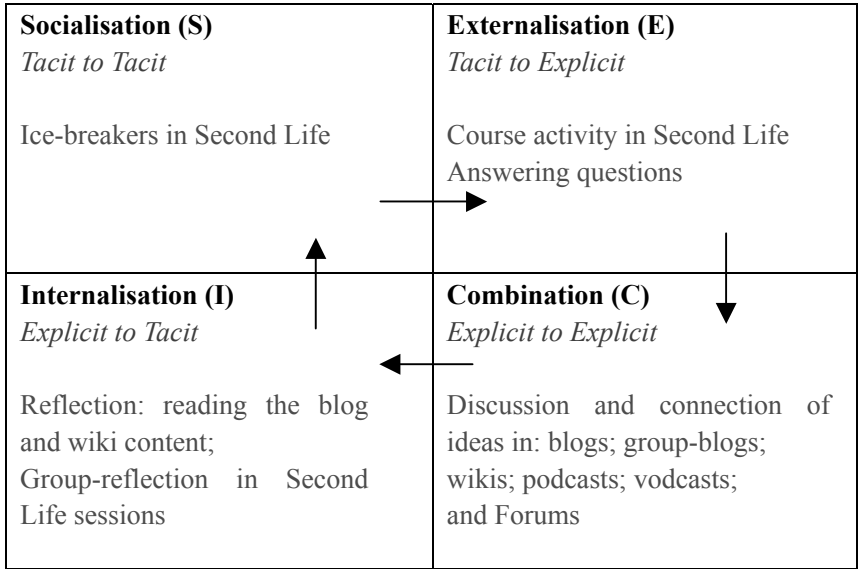 Socialisation (S)
Tacit to Tacit
Ice-breakers in Second Life
Externalisation (E)
Tacit to Explicit
Course activity in Second Life
Answering questions
Internalisation (I)
Explicit to Tacit
Reflection: reading the blog
and wiki content;
Group-reflection in Second
Life sessions
Combination (C)
Explicit to Explicit
Discussion and connection of
ideas in: blogs; group-blogs;
wikis; podcasts; vodcasts;
and Forums